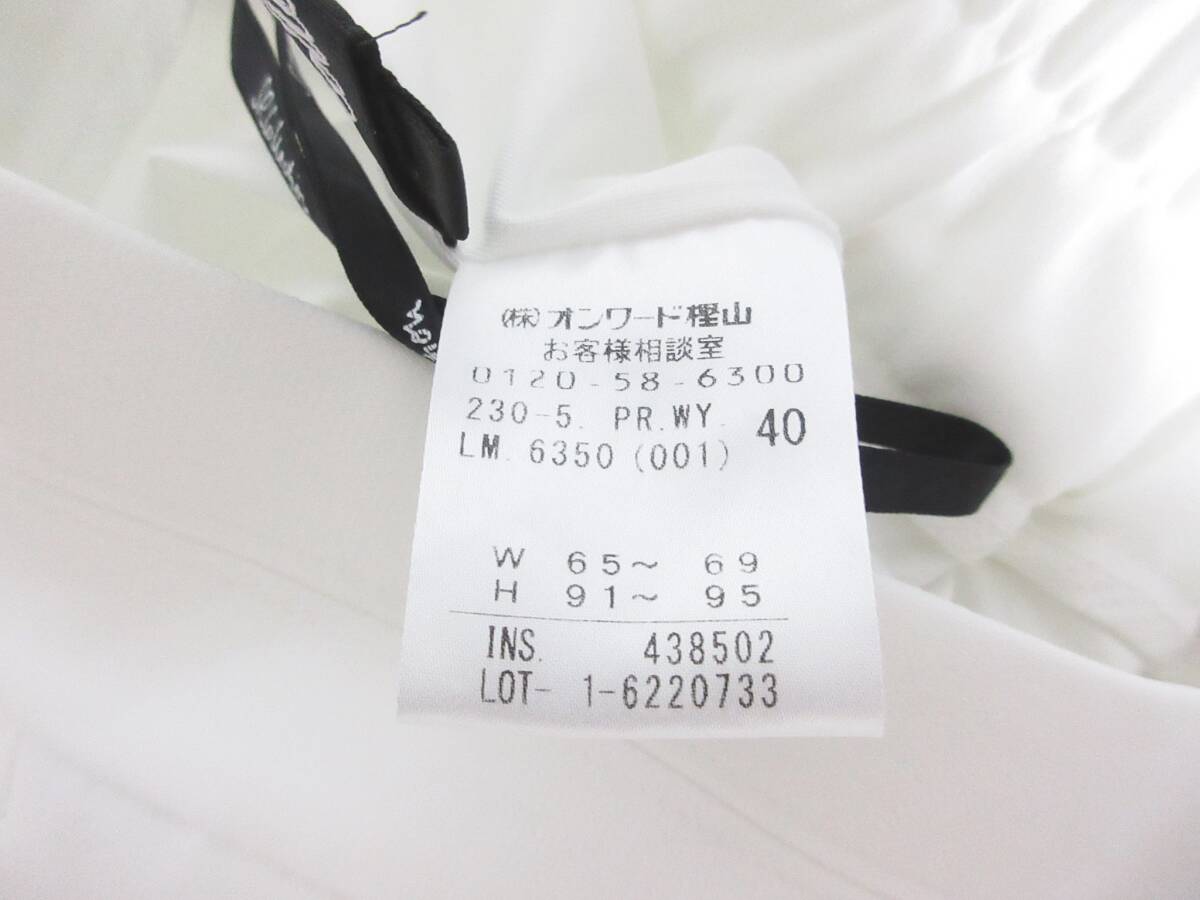 (株)オンワード樫山
お客様相談室
0120-58-6300
230-5. PR.WY. 40
LM. 6350 (001)
W 65～ 69
H 91～ 95
INS. 438502
LOT- 1-6220733